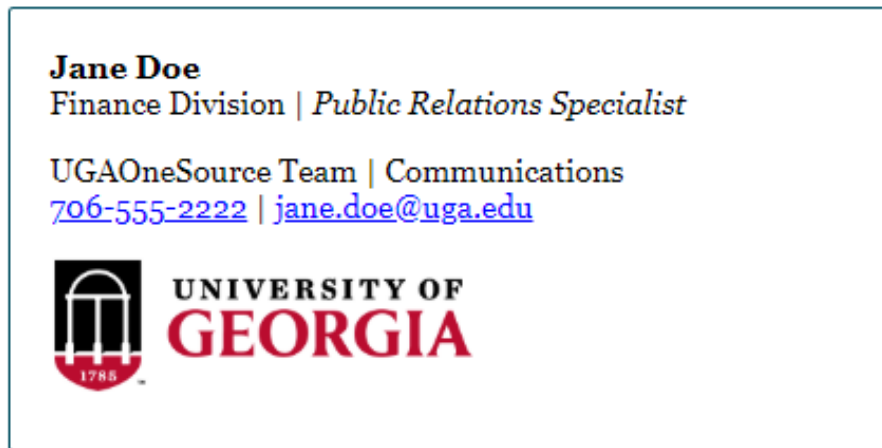 Jane Doe
Finance Division | Public Relations Specialist
UGAOneSource Team | Communications
706-555-2222 | jane.doe@uga.edu
UNIVERSITY OF
GEORGIA
1785
™